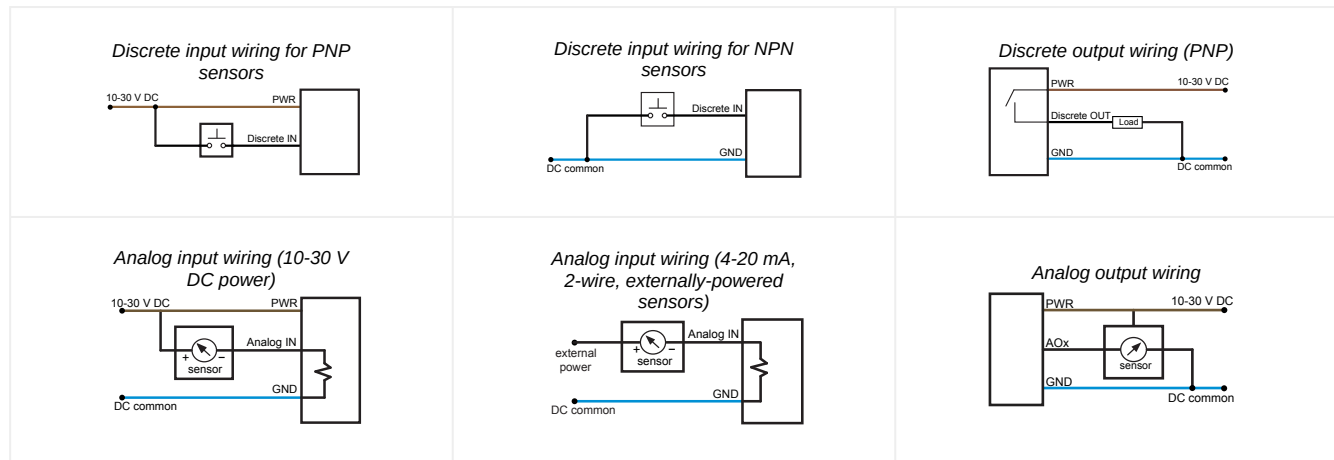 Discrete input wiring for PNP
sensors
10-30 V DC
PWR
Discrete IN
Discrete input wiring for NPN
sensors
Discrete IN
GND
DC common
Discrete output wiring (PNP)
PWR
10-30 V DC
Discrete OUT
Load
GND
DC common
Analog input wiring (10-30 V
DC power)
10-30 V DC
PWR
Analog IN
+ −
sensor
GND
DC common
Analog input wiring (4-20 mA,
2-wire, externally-powered
sensors)
Analog IN
+ −
external
power
sensor
GND
DC common
Analog output wiring
PWR
10-30 V DC
AOx
sensor
GND
DC common